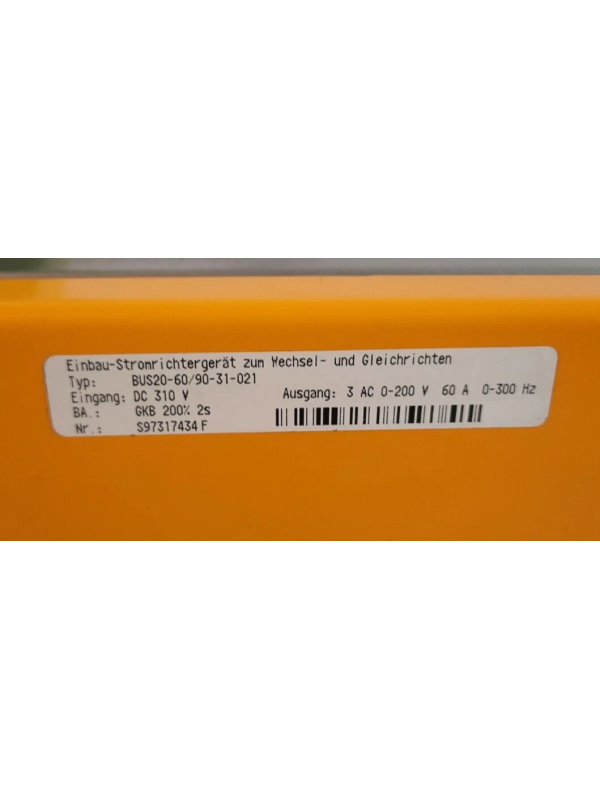 Einbau-Stromrichtergerät zum Wechsel- und Gleichrichten
Typ: BUS20-60/90-31-021
Eingang: DC 310 V Ausgang: 3 AC 0-200 V 60 A 0-300 Hz
BA.: GKB 200% 2s
Nr.: S97317434 F